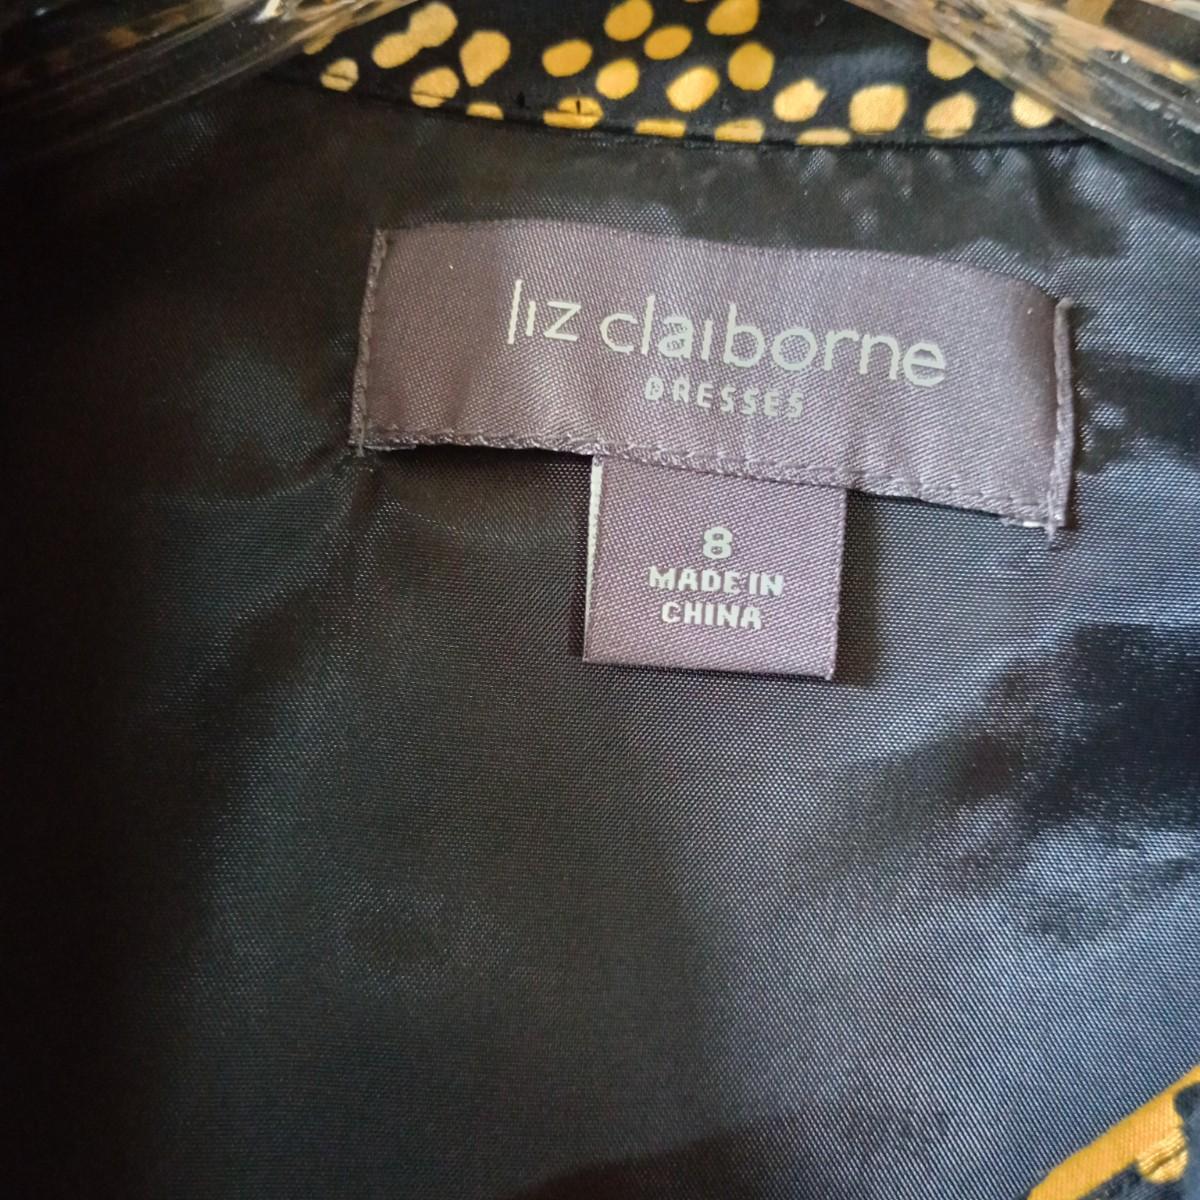 liz claiborne
DRESSES
8
MADE IN
CHINA